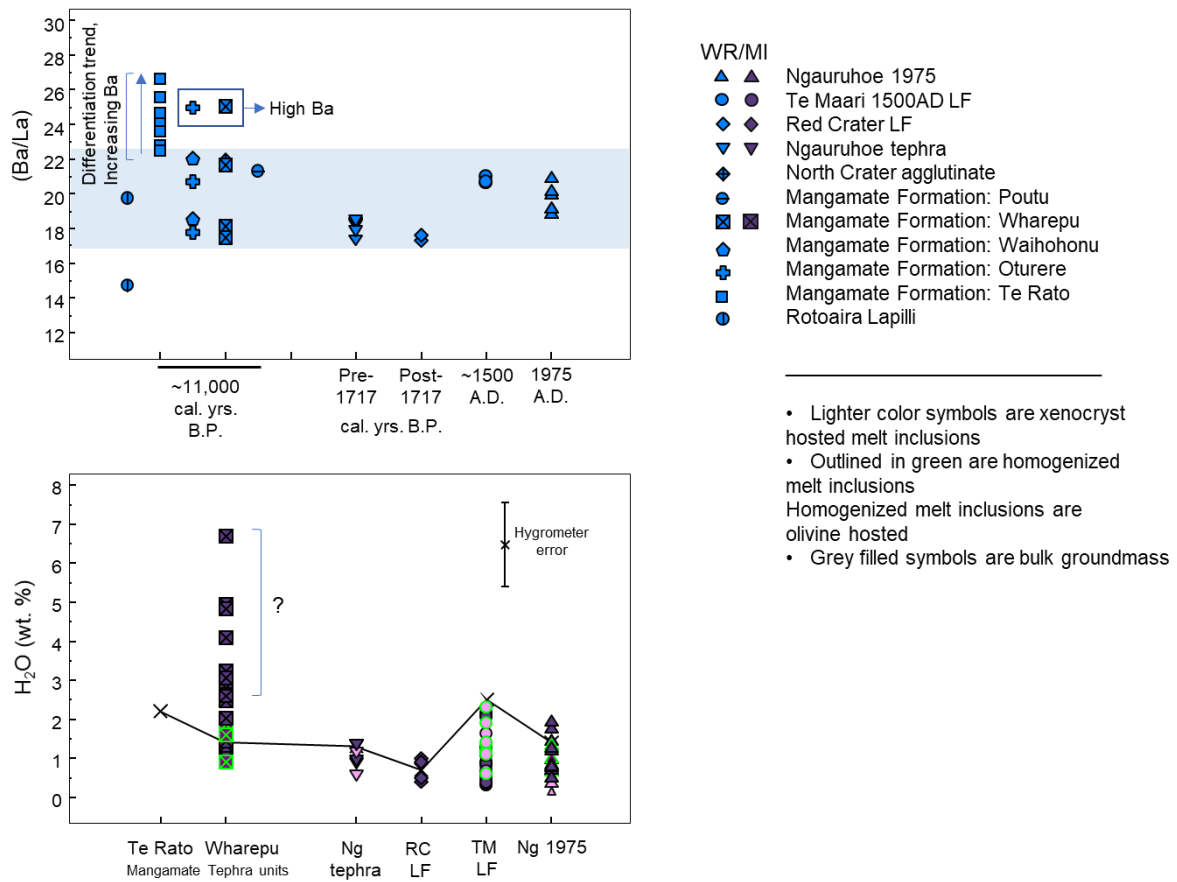 30
28
26
24
22
20
18
16
14
12
(Ba/La)
Differentiation trend,
Increasing Ba
High Ba
~11,000
cal. yrs.
B.P.
Pre-
1717
Post-
1717
cal. yrs. B.P.
~1500
A.D.
1975
A.D.
WR/MI
Ngauruhoe 1975
Te Maari 1500AD LF
Red Crater LF
Ngauruhoe tephra
North Crater agglutinate
Mangamate Formation: Poutu
Mangamate Formation: Wharepu
Mangamate Formation: Waihohonu
Mangamate Formation: Oturere
Mangamate Formation: Te Rato
Rotoaira Lapilli
• Lighter color symbols are xenocryst
hosted melt inclusions
• Outlined in green are homogenized
melt inclusions
Homogenized melt inclusions are
olivine hosted
• Grey filled symbols are bulk groundmass
8
7
6
5
4
3
2
1
0
H₂O (wt. %)
?
Hygrometer
error
Te Rato
Wharepu
Mangamate Tephra units
Ng
tephra
RC
LF
TM
LF
Ng 1975